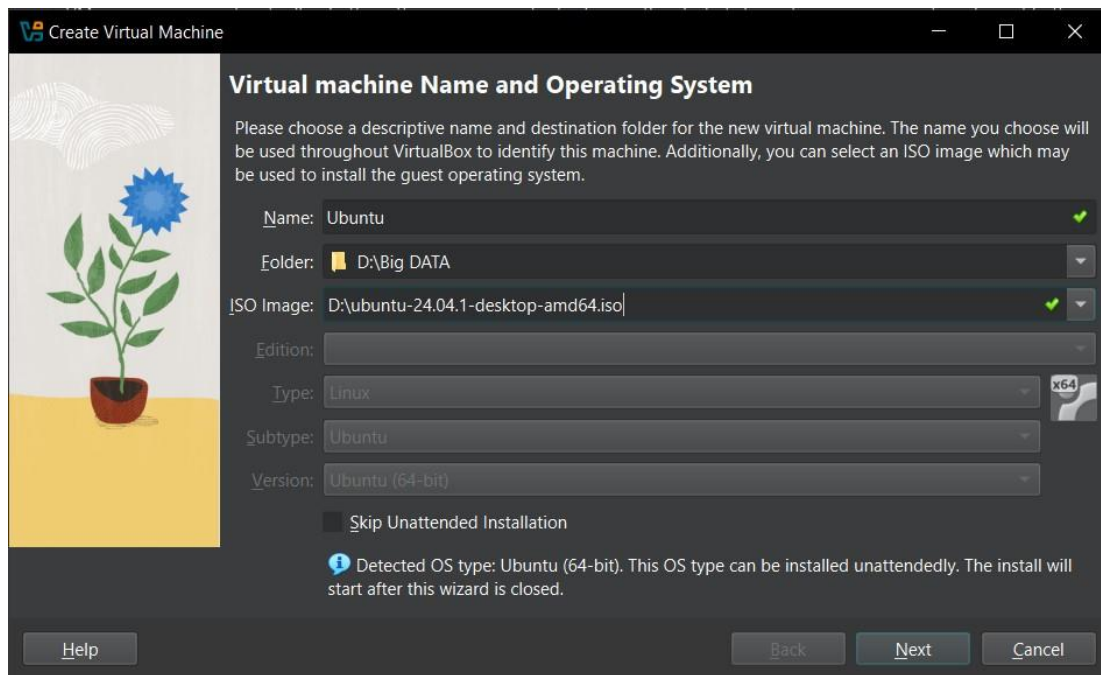 Create Virtual Machine
Virtual machine Name and Operating System
Please choose a descriptive name and destination folder for the new virtual machine. The name you choose will
be used throughout VirtualBox to identify this machine. Additionally, you can select an ISO image which may
be used to install the guest operating system.
Name: Ubuntu
Folder: D:\Big DATA
ISO Image: D:\ubuntu-24.04.1-desktop-amd64.iso
Edition:
Type: Linux
x64
Subtype: Ubuntu
Version: Ubuntu (64-bit)
Skip Unattended Installation
Detected OS type: Ubuntu (64-bit). This OS type can be installed unattendedly. The install will
start after this wizard is closed.
Help Back Next Cancel